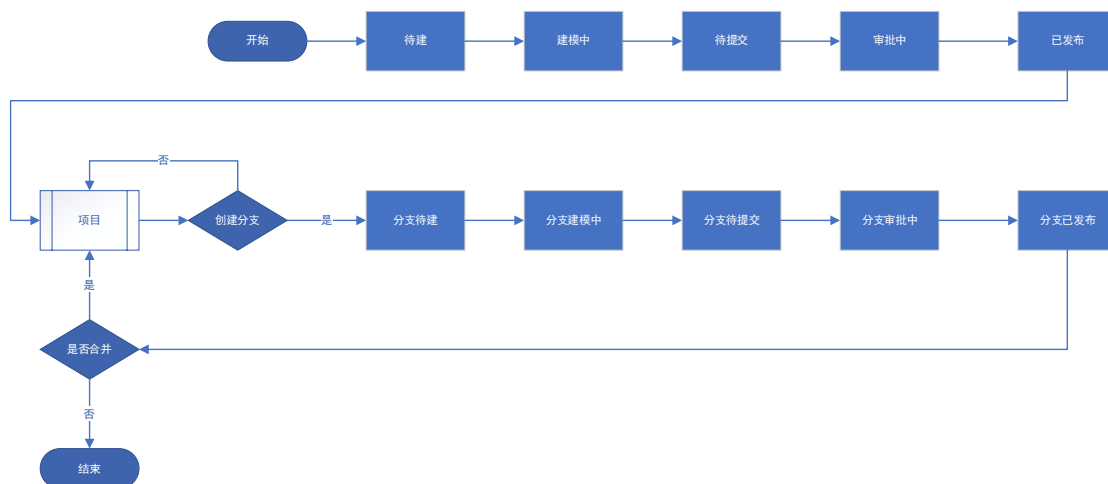 开始
待建
建模中
待提交
审批中
已发布
否
项目
创建分支
是
分支待建
分支建模中
分支待提交
分支审批中
分支已发布
是
是否合并
否
结束